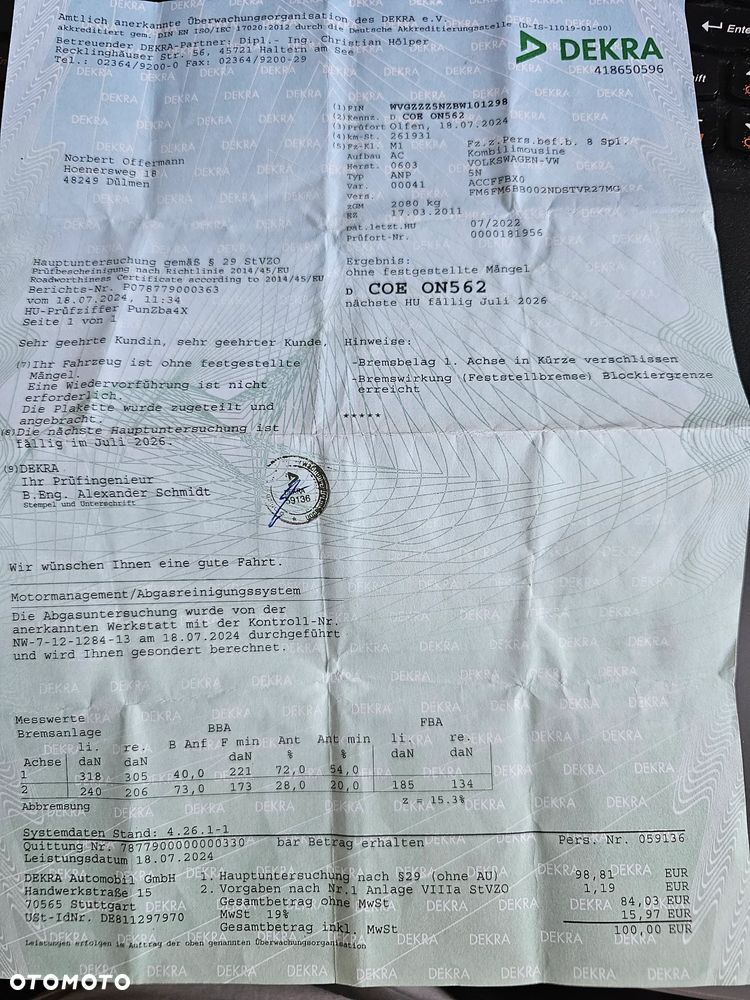 Amtlich anerkannte Überwachungsorganisation des DEKRA e.V.
akkreditiert gem. DIN EN ISO/IEC 17020:2012 durch die Deutsche Akkreditierungsstelle (D-IS-11019-01-00)
Betreuender DEKRA-Partner: Dipl.- Ing. Christian Hölper
Recklinghäuser Str. 56, 45721 Haltern am See
Tel.: 02364/9200-0 Fax: 02364/9200-29
DEKRA
418650596
(1) FIN WVGZZZ5NZBW101298
(2) Kennz. D COE ON562
(3) Prüfort Olfen, 18.07.2024
(4) km-St. 261931
(5) Fz-Kl. M1 Fz.z.Pers.bef.b. 8 Spl.
Aufbau AC Kombilimousine
Herst. 0603 VOLKSWAGEN-VW
Typ ANP 5N
Var. 00041 ACCFFBX0
Vers. FM6FM6BB002NDSTVR27MG
zGM 2080 kg
EZ 17.03.2011
Dat.letzt.HU 07/2022
Prüfort-Nr. 0000181956
Norbert Offermann
Hoenersweg 18
48249 Dülmen
Hauptuntersuchung gemäß § 29 StVZO
Prüfbescheinigung nach Richtlinie 2014/45/EU
Roadworthiness Certificate according to 2014/45/EU
Berichts-Nr. P078779000363
vom 18.07.2024, 11:34
HU-Prüfziffer PunZba4X
Seite 1 von 1
Ergebnis:
ohne festgestellte Mängel
D COE ON562
nächste HU fällig Juli 2026
Sehr geehrte Kundin, sehr geehrter Kunde,
(7) Ihr Fahrzeug ist ohne festgestellte
Mängel.
Eine Wiedervorführung ist nicht
erforderlich.
Die Plakette wurde zugeteilt und
angebracht.
(8) Die nächste Hauptuntersuchung ist
fällig im Juli 2026.
Hinweise:
-Bremsbelag 1. Achse in Kürze verschlissen
-Bremswirkung (Feststellbremse) Blockiergrenze
erreicht
*****
(9) DEKRA
Ihr Prüfingenieur
B.Eng. Alexander Schmidt
Stempel und Unterschrift
DEKRA
59136
Wir wünschen Ihnen eine gute Fahrt.
Motormanagement/Abgasreinigungssystem
Die Abgasuntersuchung wurde von der
anerkannten Werkstatt mit der Kontroll-Nr.
NW-7-12-1284-13 am 18.07.2024 durchgeführt
und wird Ihnen gesondert berechnet.
Messwerte
Bremsanlage BBA FBA
li. re. B Anf F min Ant Ant min li. re.
Achse daN daN daN % % daN daN
1 318 305 40,0 221 72,0 54,0
2 240 206 73,0 173 28,0 20,0 185 134
Abbremsung z = 15.3%
Systemdaten Stand: 4.26.1-1
Quittung Nr. 7877900000000330 bar Betrag erhalten Pers. Nr. 059136
Leistungsdatum 18.07.2024
DEKRA Automobil GmbH 1. Hauptuntersuchung nach §29 (ohne AU) 98,81 EUR
Handwerkstraße 15 2. Vorgaben nach Nr.1 Anlage VIIIa StVZO 1,19 EUR
70565 Stuttgart Gesamtbetrag ohne MwSt 84,03 EUR
USt-IdNr. DE811297970 MwSt 19% 15,97 EUR
Gesamtbetrag inkl. MwSt 100,00 EUR
Leistungen erfolgen im Auftrag der oben genannten Überwachungsorganisation
OTOMOTO
Enter